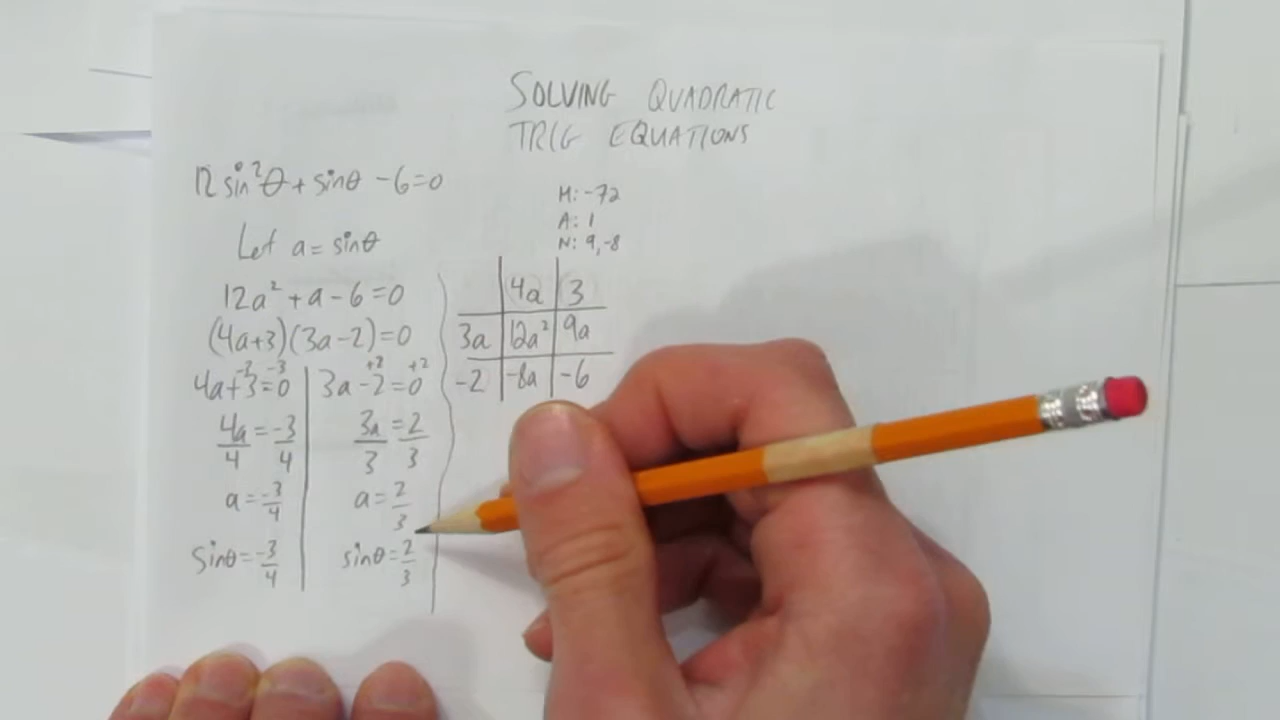 SOLVING QUADRATIC
TRIG EQUATIONS
12 sin²θ + sinθ - 6 = 0
Let a = sinθ
12a² + a - 6 = 0
(4a+3)(3a-2) = 0
-3 -3
4a+3=0
4a = -3
4 4
a = -3/4
sinθ = -3/4
+2 +2
3a-2=0
3a = 2
3 3
a = 2/3
sinθ = 2/3
M: -72
A: 1
N: 9, -8
4a 3
3a 12a² 9a
-2 -8a -6